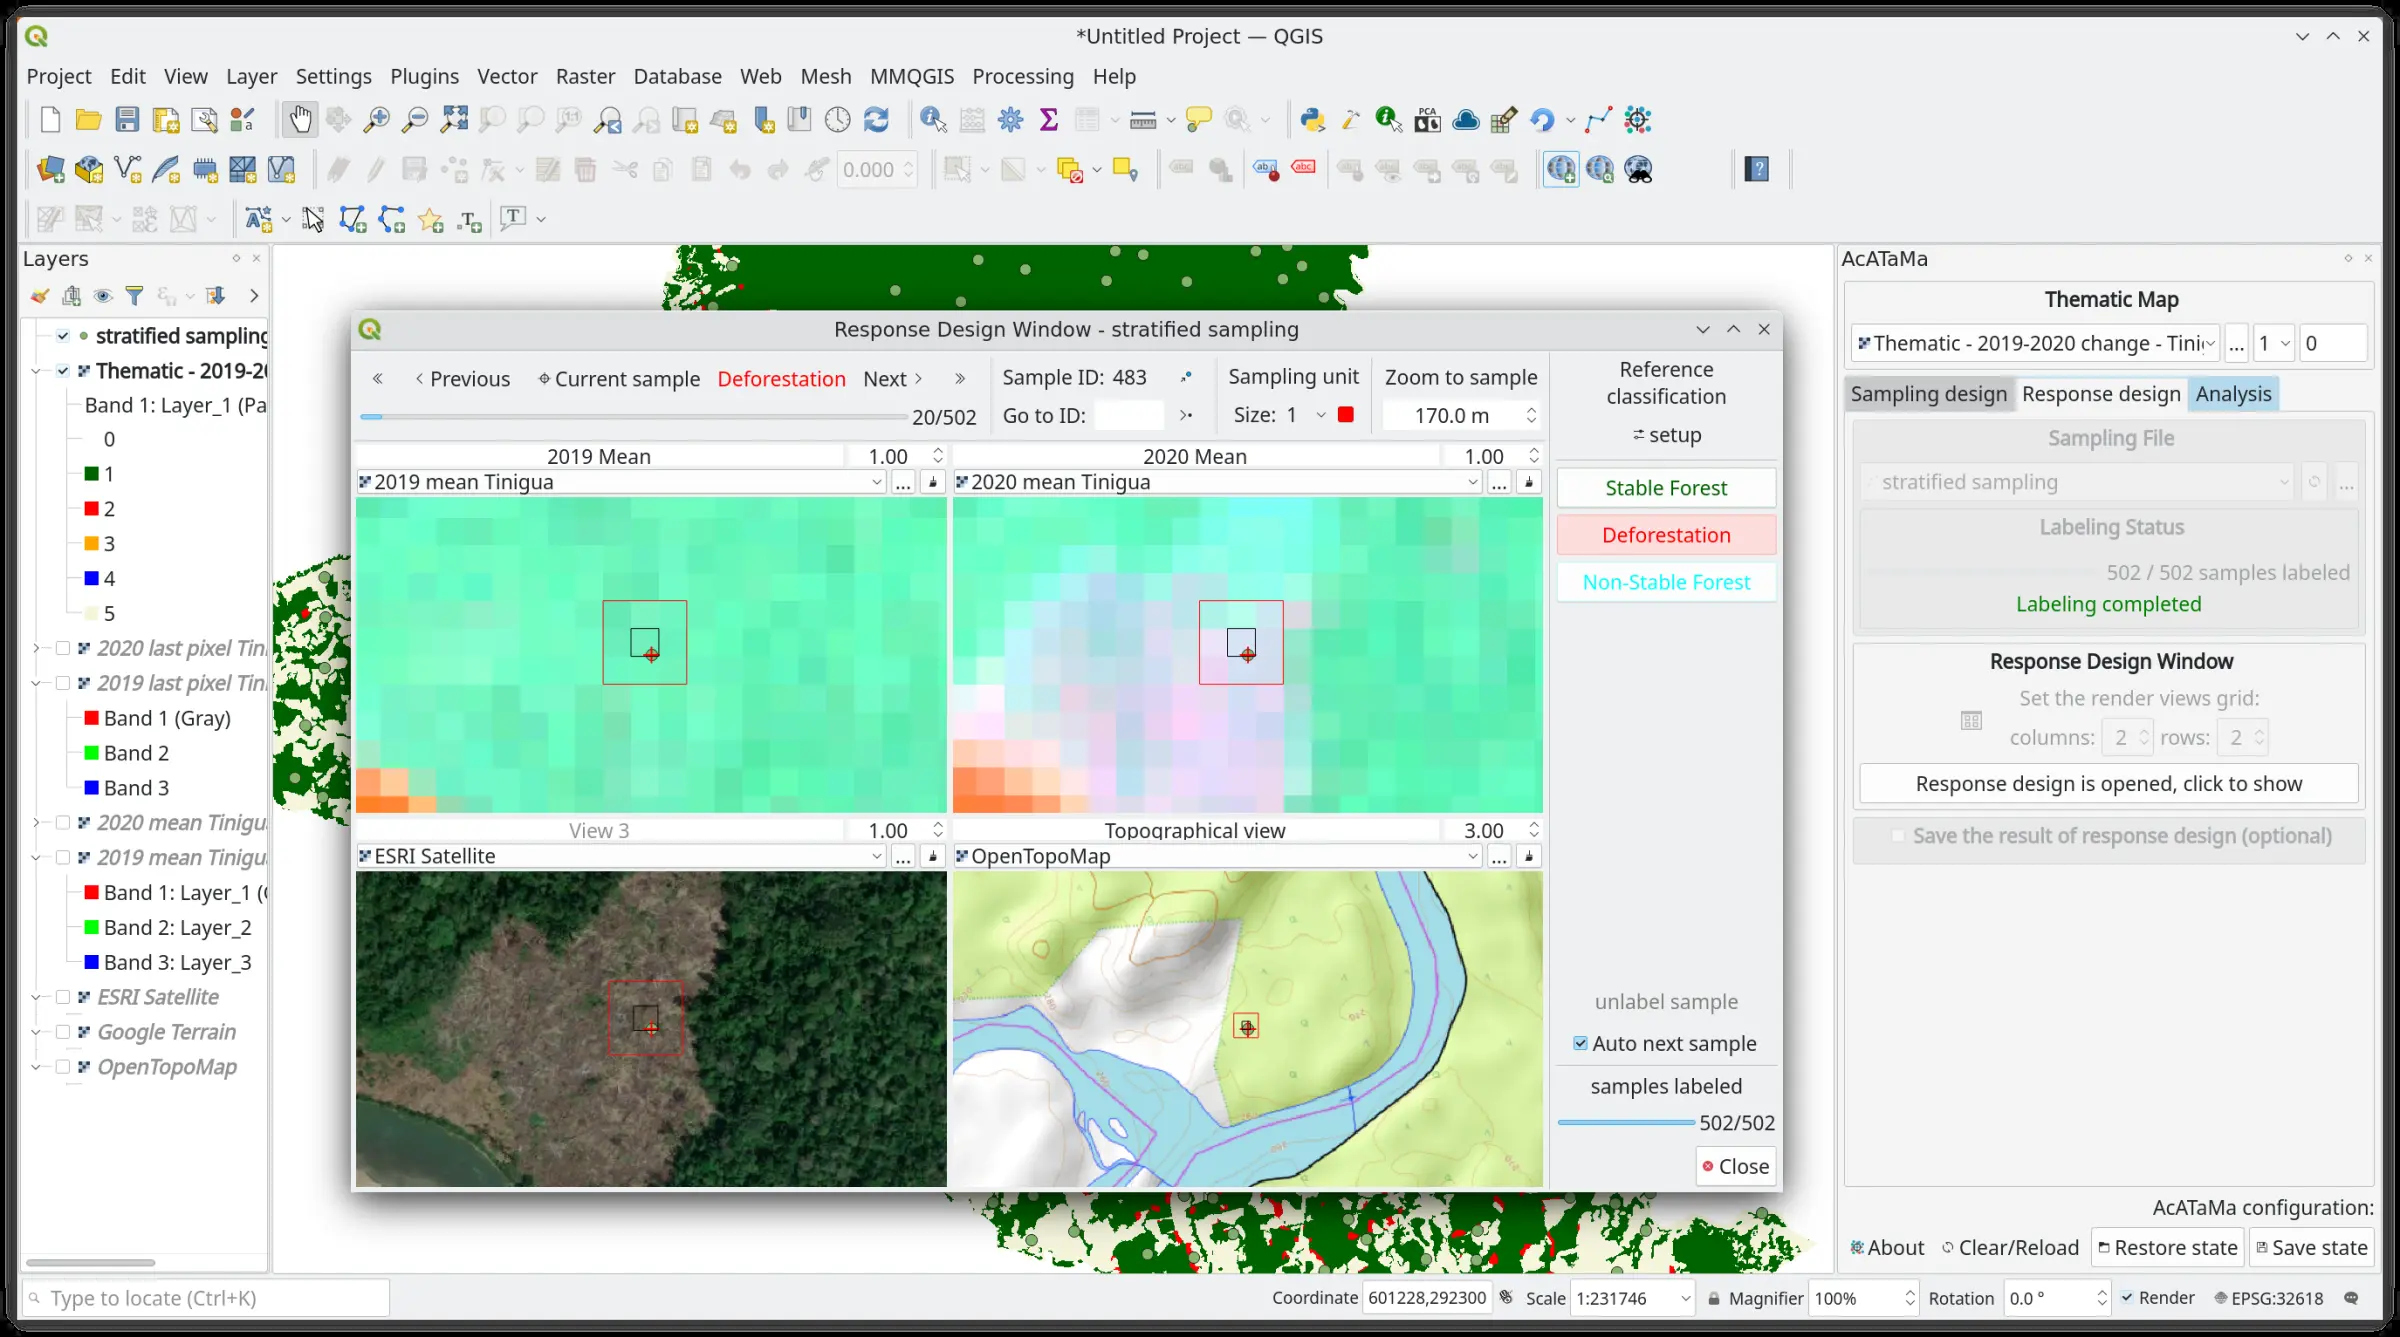 *Untitled Project — QGIS
Project Edit View Layer Settings Plugins Vector Raster Database Web Mesh MMQGIS Processing Help
0.000
Layers
stratified sampling
Thematic - 2019-20
Band 1: Layer_1 (Pa
0
1
2
3
4
5
2020 last pixel Tin
2019 last pixel Tin
Band 1 (Gray)
Band 2
Band 3
2020 mean Tinigu
2019 mean Tinigu
Band 1: Layer_1 (
Band 2: Layer_2
Band 3: Layer_3
ESRI Satellite
Google Terrain
OpenTopoMap
Response Design Window - stratified sampling
« ‹ Previous Current sample Deforestation Next › »
20/502
Sample ID: 483
Go to ID:
Sampling unit
Size: 1
Zoom to sample
170.0 m
2019 Mean 1.00
2019 mean Tinigua ...
2020 Mean 1.00
2020 mean Tinigua ...
View 3 1.00
ESRI Satellite ...
Topographical view 3.00
OpenTopoMap ...
Reference
classification
setup
Stable Forest
Deforestation
Non-Stable Forest
unlabel sample
Auto next sample
samples labeled
502/502
Close
AcATaMa
Thematic Map
Thematic - 2019-2020 change - Tini ... 1 0
Sampling design Response design Analysis
Sampling File
stratified sampling ...
Labeling Status
502 / 502 samples labeled
Labeling completed
Response Design Window
Set the render views grid:
columns: 2 rows: 2
Response design is opened, click to show
Save the result of response design (optional)
AcATaMa configuration:
About Clear/Reload Restore state Save state
Type to locate (Ctrl+K)
Coordinate 601228,292300 Scale 1:231746 Magnifier 100% Rotation 0.0 ° Render EPSG:32618